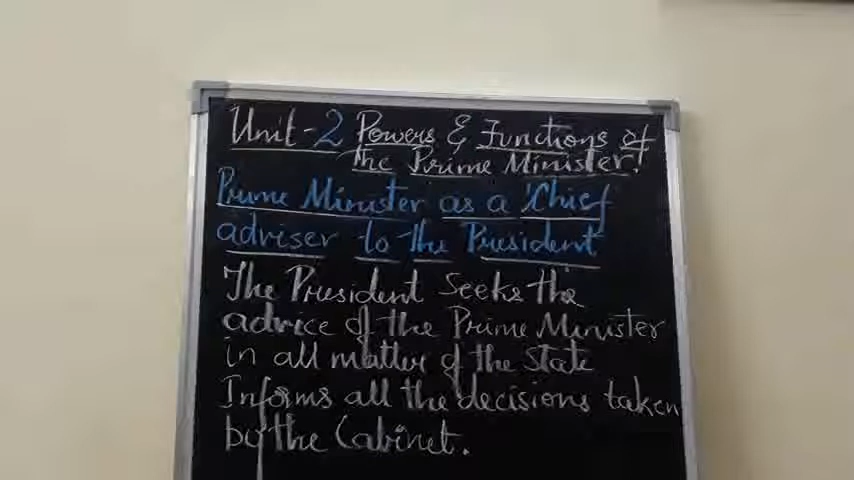 Unit-2 Powers & Functions of
the Prime Minister!
Prime Minister as a Chief
adviser to the President
The President Seeks the
advice of the Prime Minister
in all matter of the State
Informs all the decisions taken
by the Cabinet.